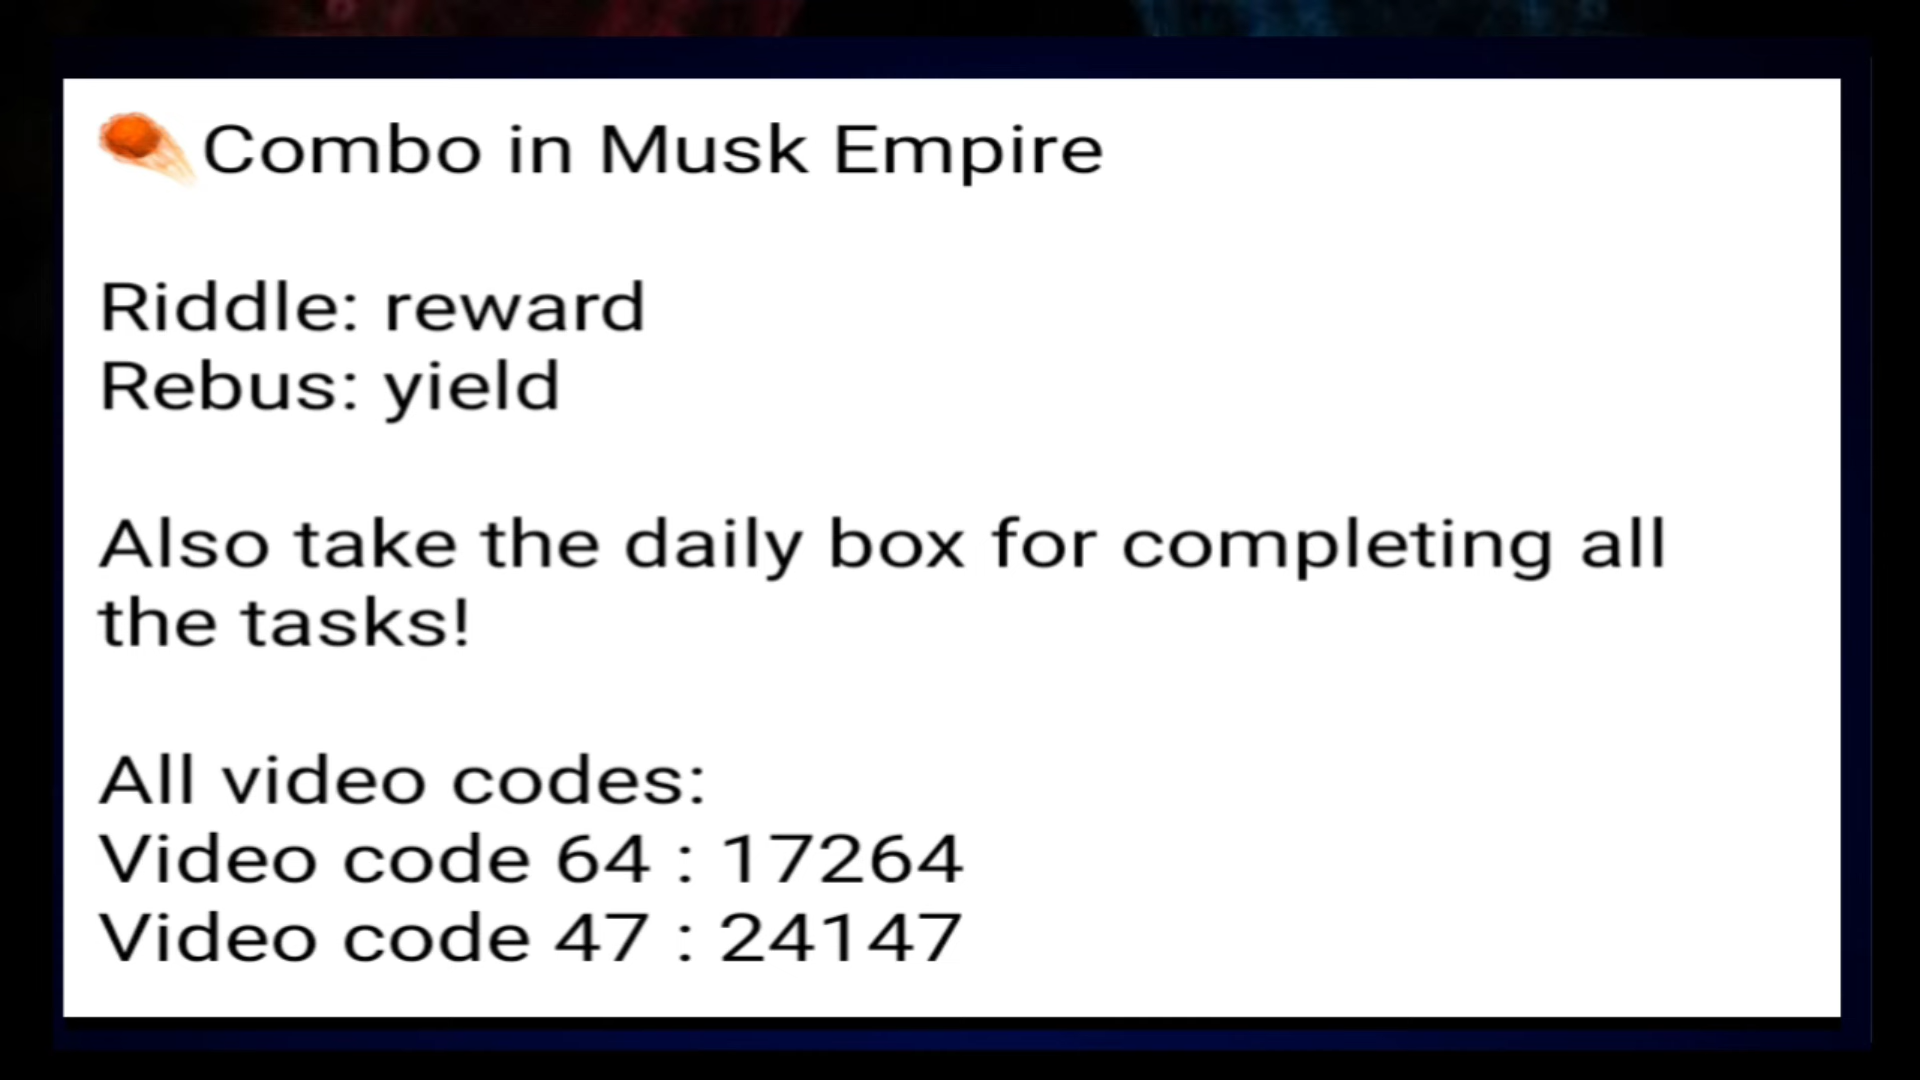 ☄️Combo in Musk Empire
Riddle: reward
Rebus: yield
Also take the daily box for completing all
the tasks!
All video codes:
Video code 64 : 17264
Video code 47 : 24147